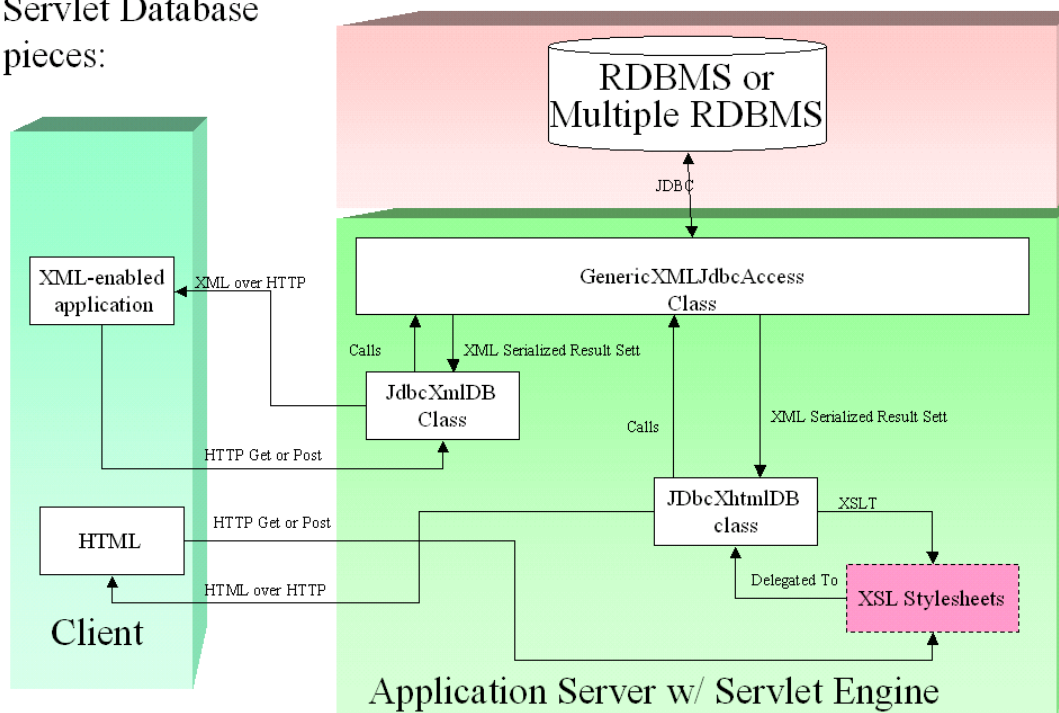 Servlet Database
pieces:
RDBMS or
Multiple RDBMS
JDBC
GenericXMLJdbcAccess
Class
XML-enabled
application
XML over HTTP
Calls
XML Serialized Result Sett
JdbcXmlDB
Class
HTTP Get or Post
Calls
XML Serialized Result Sett
JDbcXhtmlDB
class
XSLT
HTML
HTTP Get or Post
HTML over HTTP
Delegated To
XSL Stylesheets
Client
Application Server w/ Servlet Engine